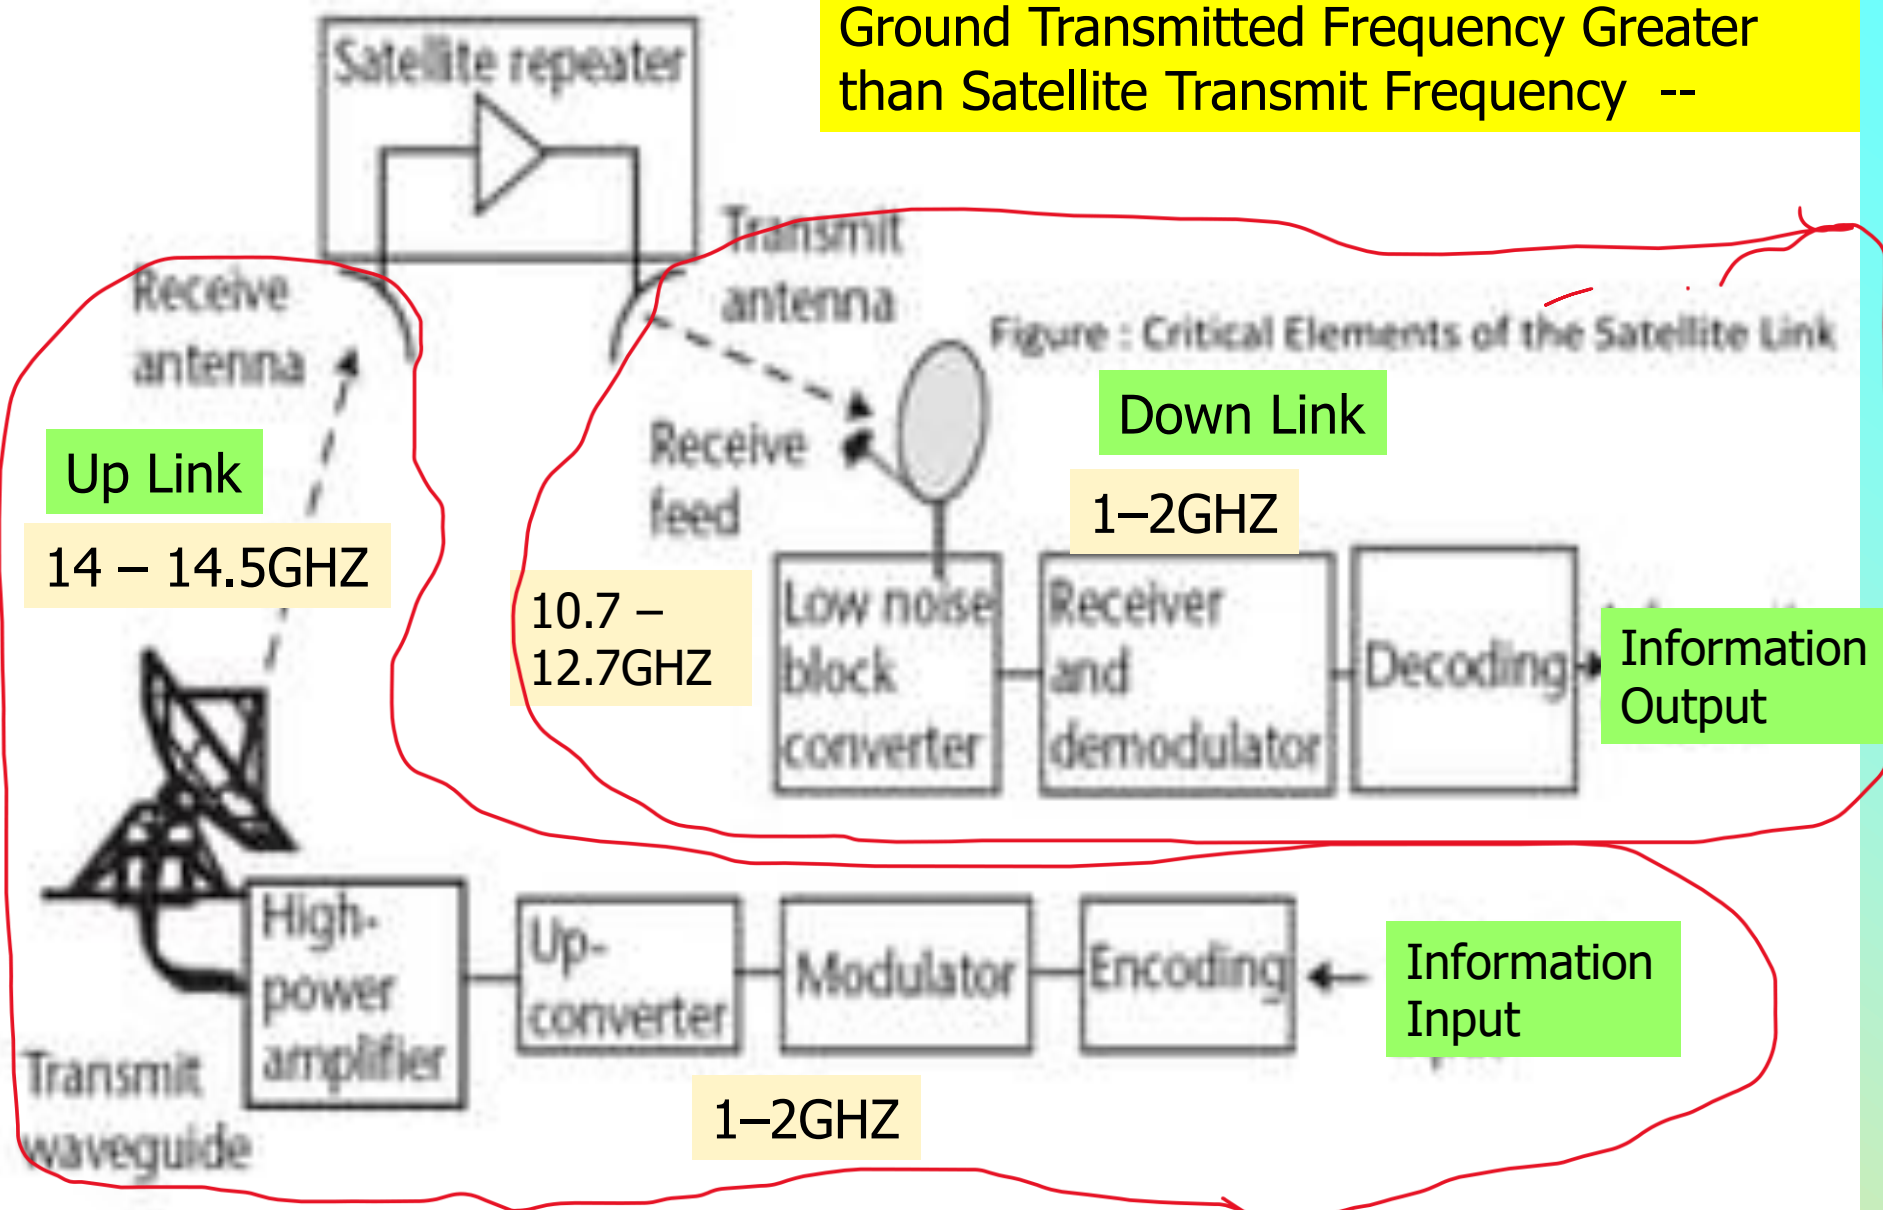 Ground Transmitted Frequency Greater
than Satellite Transmit Frequency --
Satellite repeater
Transmit
antenna
Receive
antenna
Figure : Critical Elements of the Satellite Link
Down Link
Up Link
Receive
feed
1–2GHZ
14 – 14.5GHZ
10.7 –
12.7GHZ
Low noise
block
converter
Receiver
and
demodulator
Decoding
Information
Output
High-
power
amplifier
Up-
converter
Modulator
Encoding
Information
Input
Transmit
waveguide
1–2GHZ